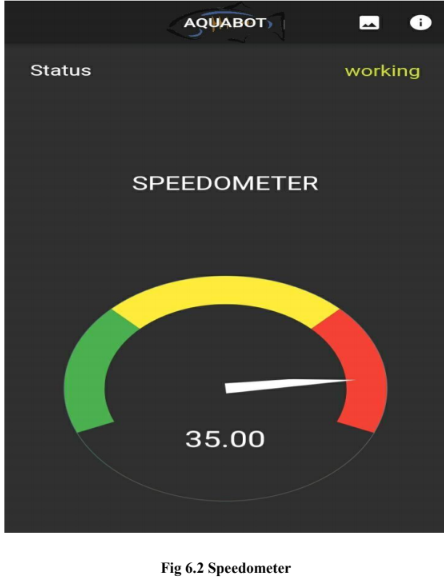 AQUABOT
Status working
SPEEDOMETER
35.00
Fig 6.2 Speedometer